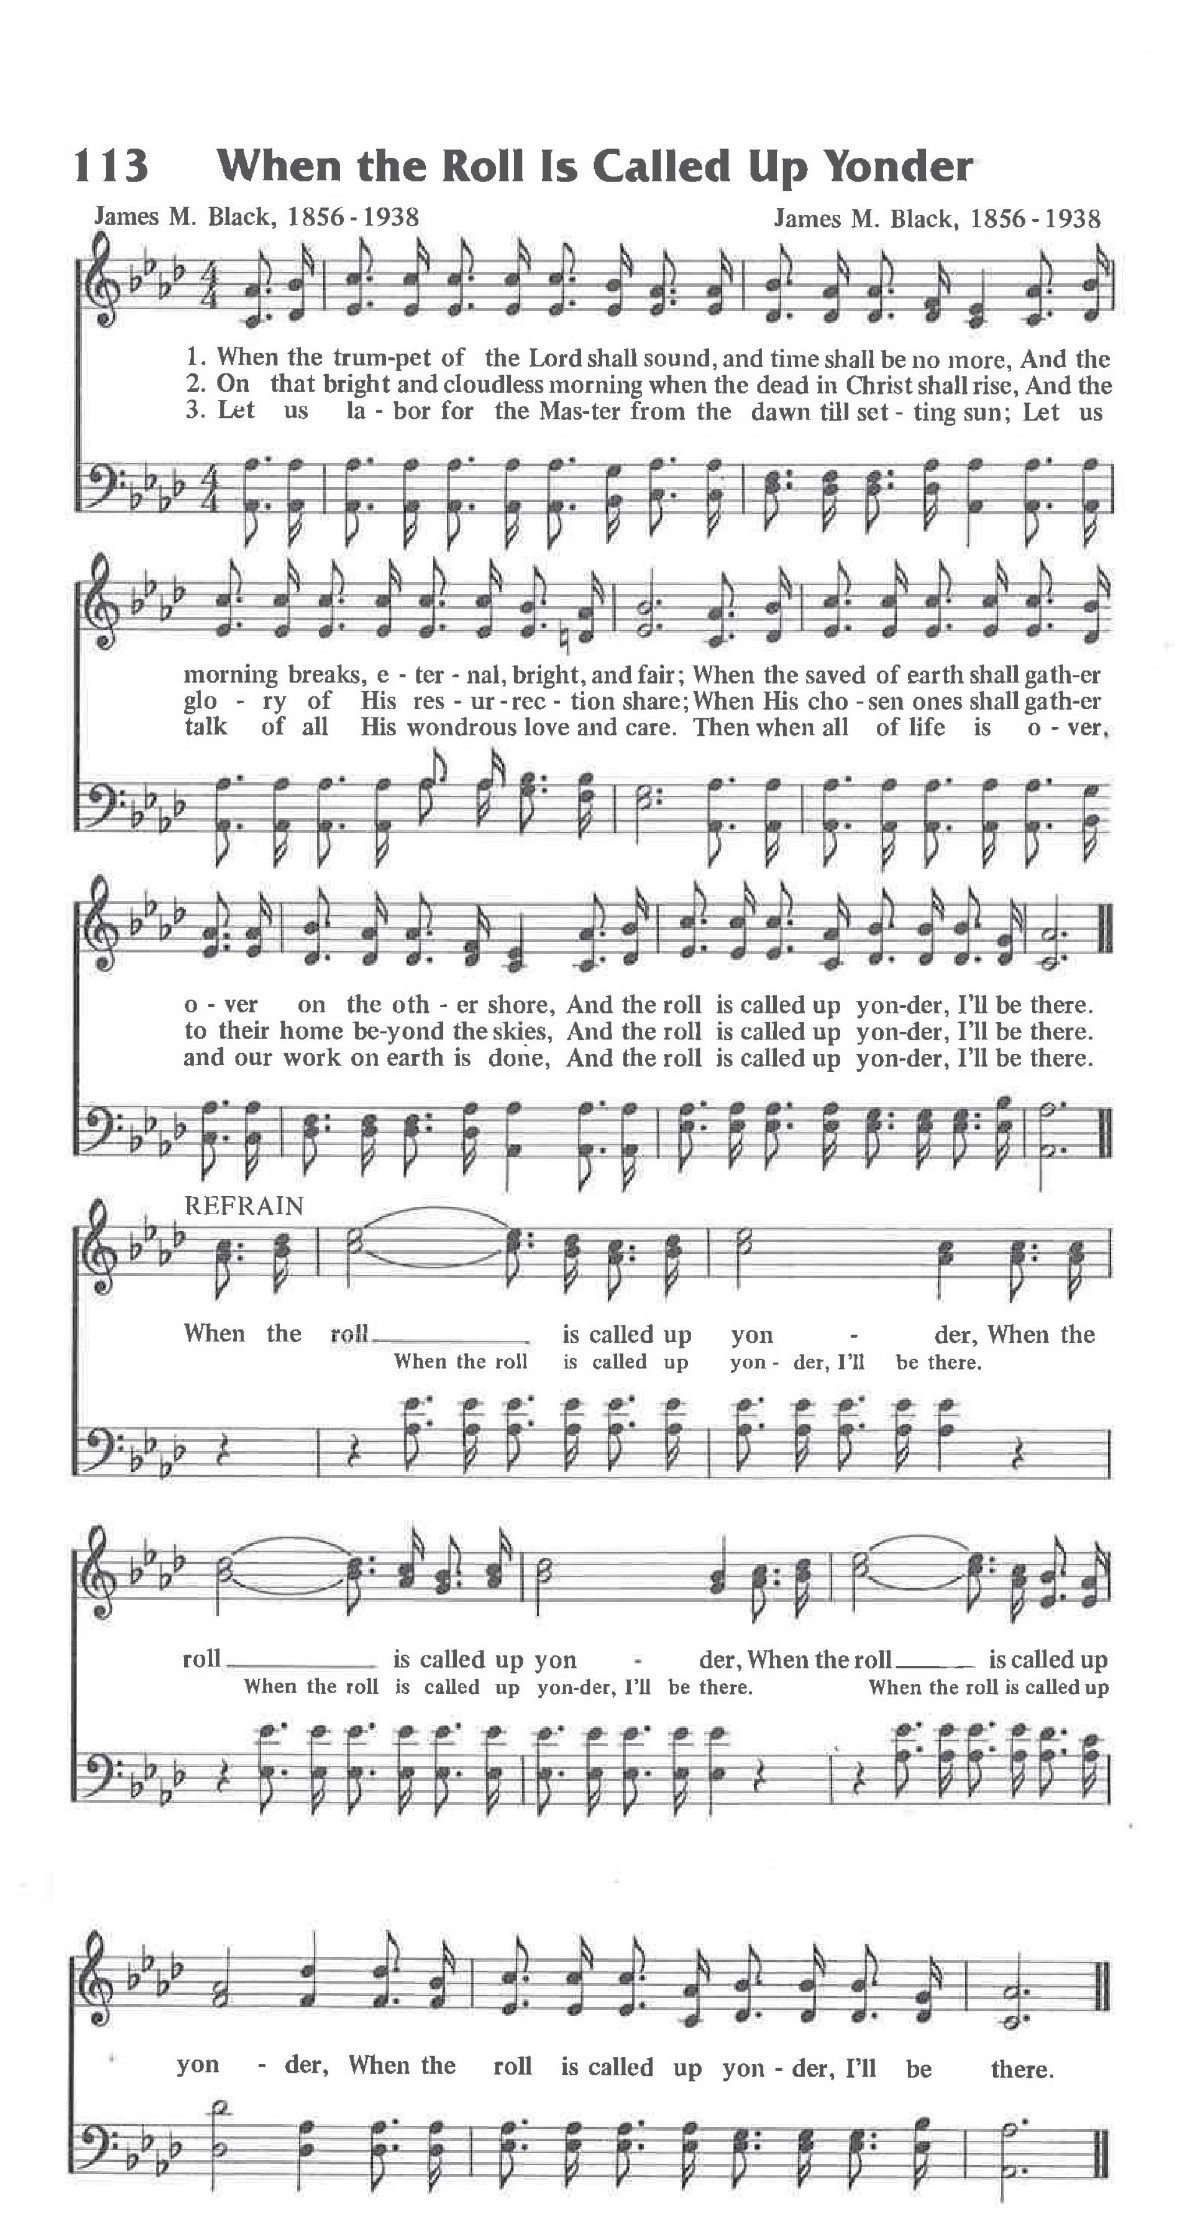 113 When the Roll Is Called Up Yonder
James M. Black, 1856-1938 James M. Black, 1856-1938
1. When the trum-pet of the Lord shall sound, and time shall be no more, And the
2. On that bright and cloudless morning when the dead in Christ shall rise, And the
3. Let us la - bor for the Mas-ter from the dawn till set - ting sun; Let us
morning breaks, e - ter - nal, bright, and fair; When the saved of earth shall gath-er
glo - ry of His res - ur - rec - tion share; When His cho - sen ones shall gath-er
talk of all His wondrous love and care. Then when all of life is o - ver,
o - ver on the oth - er shore, And the roll is called up yon-der, I'll be there.
to their home be-yond the skies, And the roll is called up yon-der, I'll be there.
and our work on earth is done, And the roll is called up yon-der, I'll be there.
REFRAIN
When the roll is called up yon - der, When the
When the roll is called up yon - der, I'll be there.
roll is called up yon - der, When the roll is called up
When the roll is called up yon-der, I'll be there. When the roll is called up
yon - der, When the roll is called up yon - der, I'll be there.